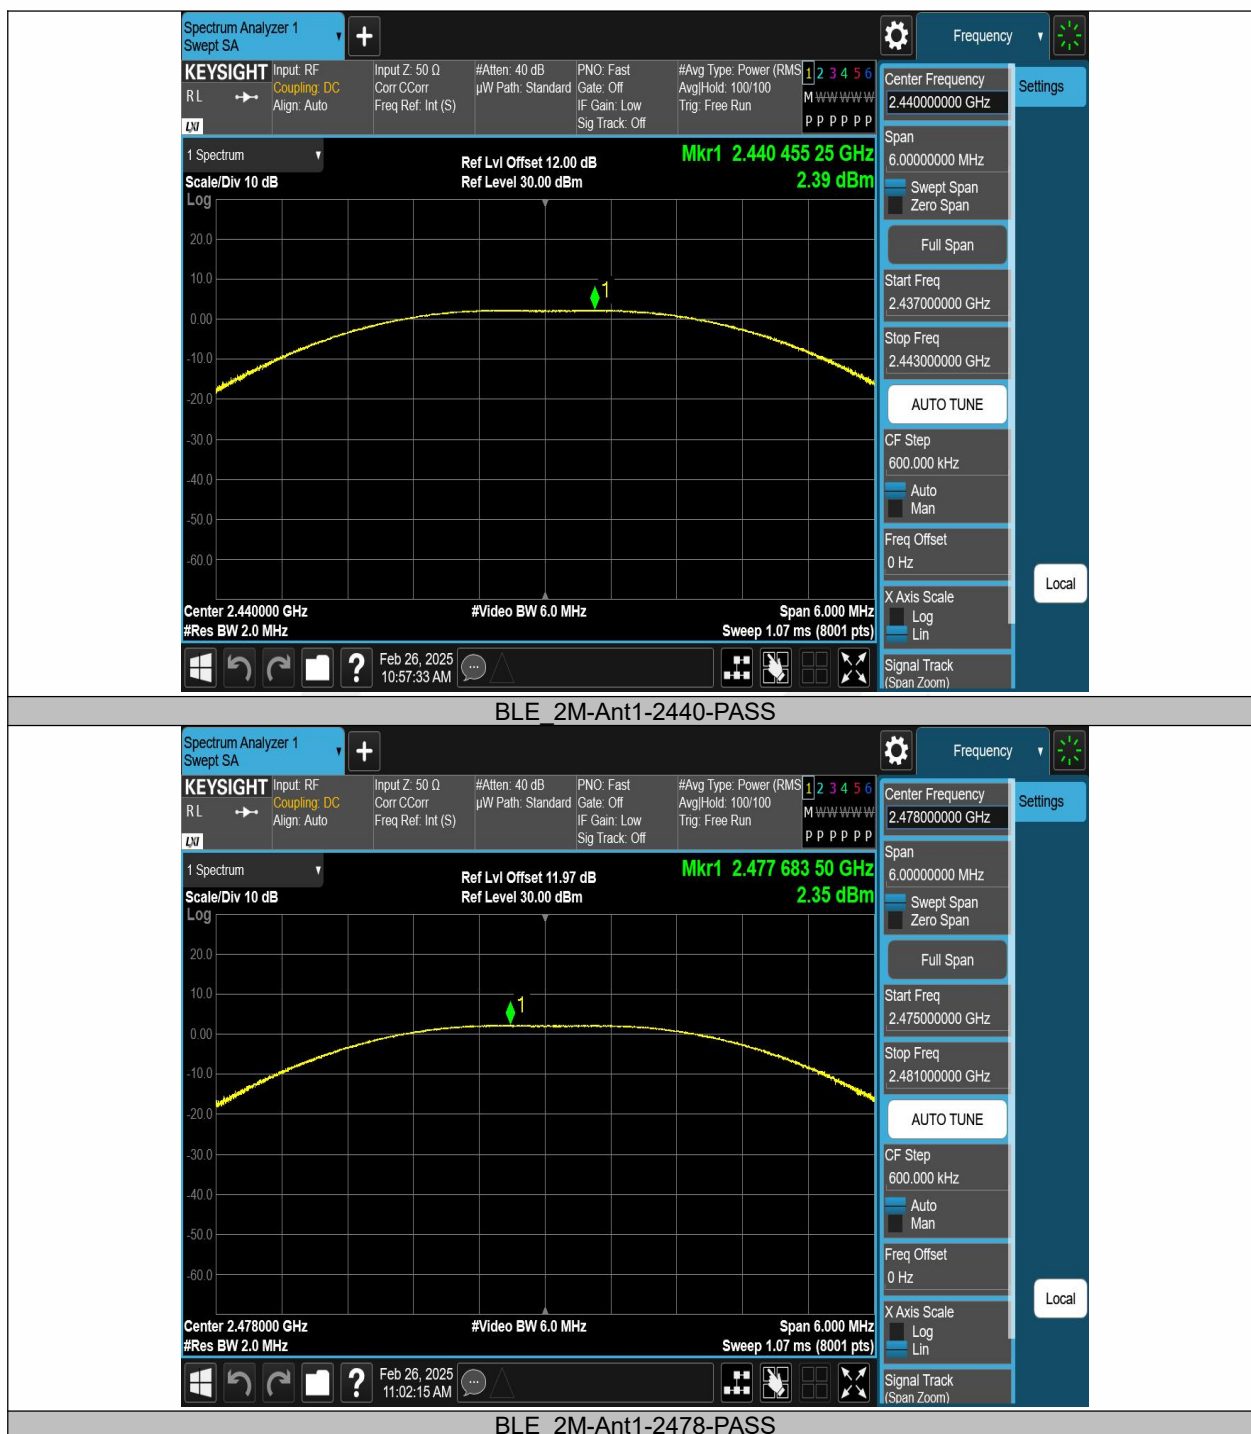 Spectrum Analyzer 1
Swept SA
Frequency
KEYSIGHT
RL
LXI
Input: RF
Coupling: DC
Align: Auto
Input Z: 50 Ω
Corr CCorr
Freq Ref: Int (S)
#Atten: 40 dB
µW Path: Standard
PNO: Fast
Gate: Off
IF Gain: Low
Sig Track: Off
#Avg Type: Power (RMS
Avg|Hold: 100/100
Trig: Free Run
1 2 3 4 5 6
M W W W W W
P P P P P P
Center Frequency
2.440000000 GHz
Settings
Span
6.00000000 MHz
Swept Span
Zero Span
Full Span
Start Freq
2.437000000 GHz
Stop Freq
2.443000000 GHz
AUTO TUNE
CF Step
600.000 kHz
Auto
Man
Freq Offset
0 Hz
X Axis Scale
Log
Lin
Signal Track
(Span Zoom)
Local
1 Spectrum
Scale/Div 10 dB
Log
Ref Lvl Offset 12.00 dB
Ref Level 30.00 dBm
Mkr1 2.440 455 25 GHz
2.39 dBm
1
20.0
10.0
0.00
-10.0
-20.0
-30.0
-40.0
-50.0
-60.0
Center 2.440000 GHz
#Res BW 2.0 MHz
#Video BW 6.0 MHz
Span 6.000 MHz
Sweep 1.07 ms (8001 pts)
?
Feb 26, 2025
10:57:33 AM
BLE_2M-Ant1-2440-PASS
Spectrum Analyzer 1
Swept SA
Frequency
KEYSIGHT
RL
LXI
Input: RF
Coupling: DC
Align: Auto
Input Z: 50 Ω
Corr CCorr
Freq Ref: Int (S)
#Atten: 40 dB
µW Path: Standard
PNO: Fast
Gate: Off
IF Gain: Low
Sig Track: Off
#Avg Type: Power (RMS
Avg|Hold: 100/100
Trig: Free Run
1 2 3 4 5 6
M W W W W W
P P P P P P
Center Frequency
2.478000000 GHz
Settings
Span
6.00000000 MHz
Swept Span
Zero Span
Full Span
Start Freq
2.475000000 GHz
Stop Freq
2.481000000 GHz
AUTO TUNE
CF Step
600.000 kHz
Auto
Man
Freq Offset
0 Hz
X Axis Scale
Log
Lin
Signal Track
(Span Zoom)
Local
1 Spectrum
Scale/Div 10 dB
Log
Ref Lvl Offset 11.97 dB
Ref Level 30.00 dBm
Mkr1 2.477 683 50 GHz
2.35 dBm
1
20.0
10.0
0.00
-10.0
-20.0
-30.0
-40.0
-50.0
-60.0
Center 2.478000 GHz
#Res BW 2.0 MHz
#Video BW 6.0 MHz
Span 6.000 MHz
Sweep 1.07 ms (8001 pts)
?
Feb 26, 2025
11:02:15 AM
BLE_2M-Ant1-2478-PASS